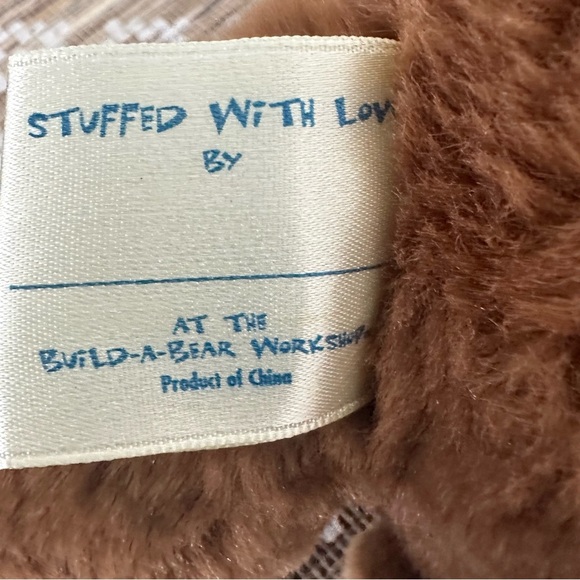 STUFFED WITH LOV
BY
AT THE
BUILD-A-BEAR WORKSHOP
Product of China